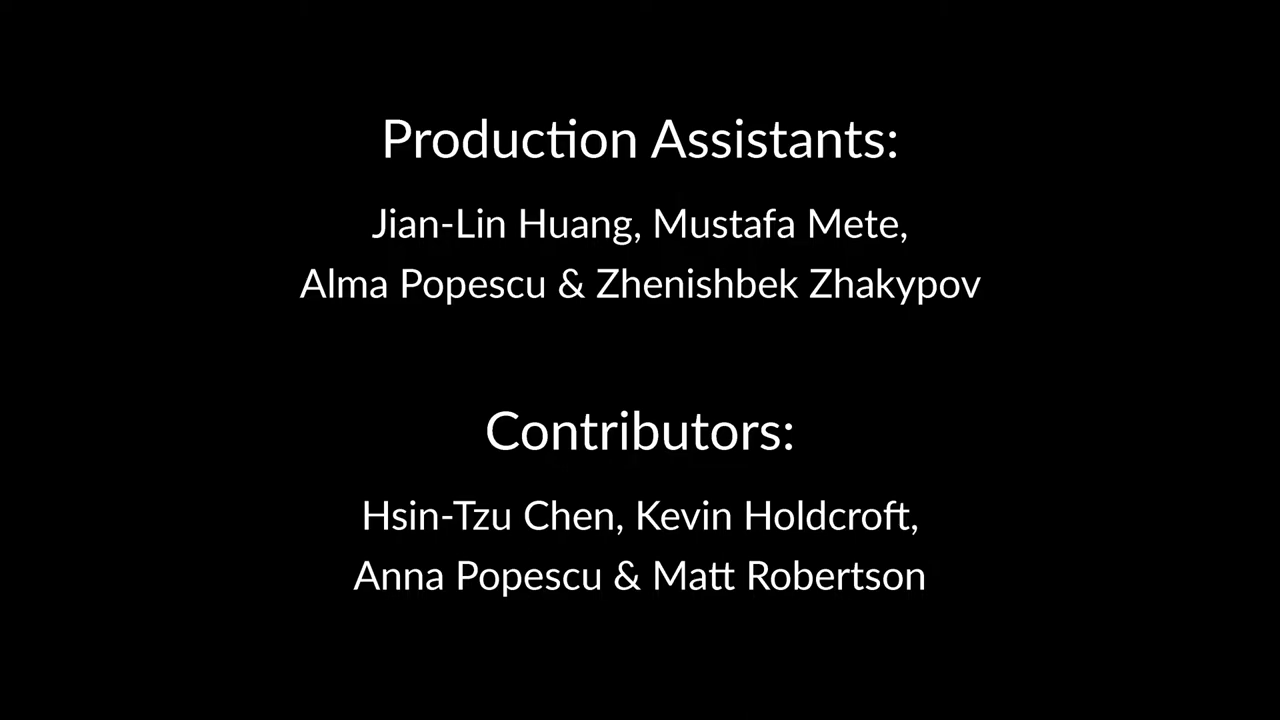 Production Assistants:
Jian-Lin Huang, Mustafa Mete,
Alma Popescu & Zhenishbek Zhakypov
Contributors:
Hsin-Tzu Chen, Kevin Holdcroft,
Anna Popescu & Matt Robertson